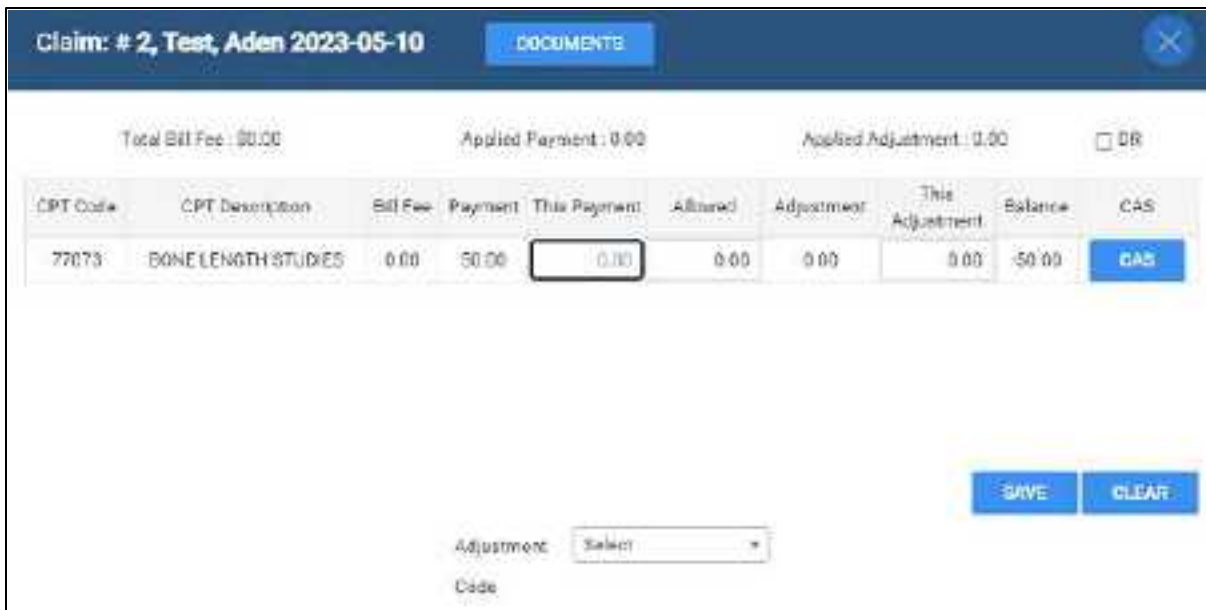 Claim: # 2, Test, Aden 2023-05-10
DOCUMENTS
Total Bill Fee : $0.00 Applied Payment : 0.00 Applied Adjustment : 0.00 DR
CPT Code CPT Description Bill Fee Payment This Payment Allowed Adjustment This Adjustment Balance CAS
77073 BONE LENGTH STUDIES 0.00 50.00 0.00 0.00 0.00 0.00 -50.00 CAS
SAVE CLEAR
Adjustment Select
Code